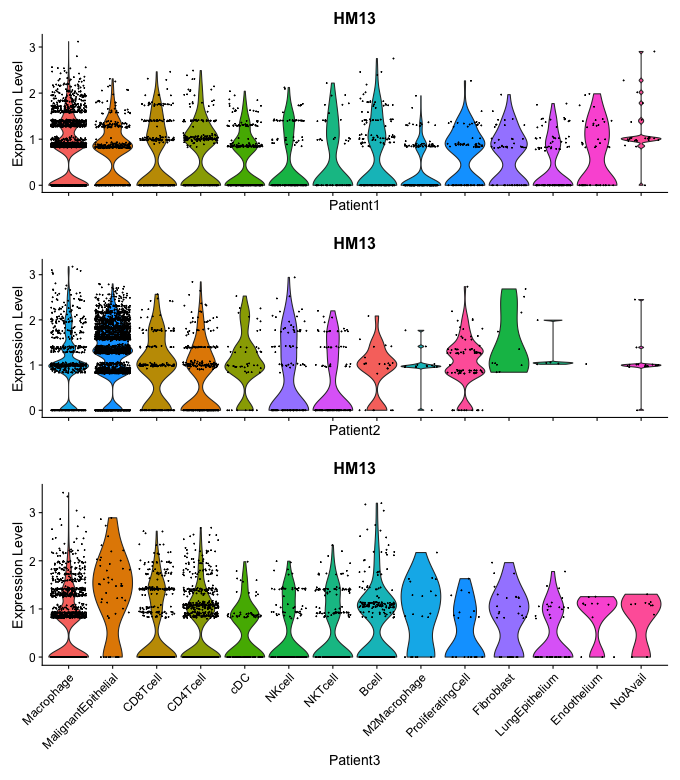 HM13
Expression Level
3
2
1
0
Patient1
HM13
Expression Level
3
2
1
0
Patient2
HM13
Expression Level
3
2
1
0
Macrophage
MalignantEpithelial
CD8Tcell
CD4Tcell
cDC
NKcell
NKTcell
Bcell
M2Macrophage
ProliferatingCell
Fibroblast
LungEpithelium
Endothelium
NotAvail
Patient3